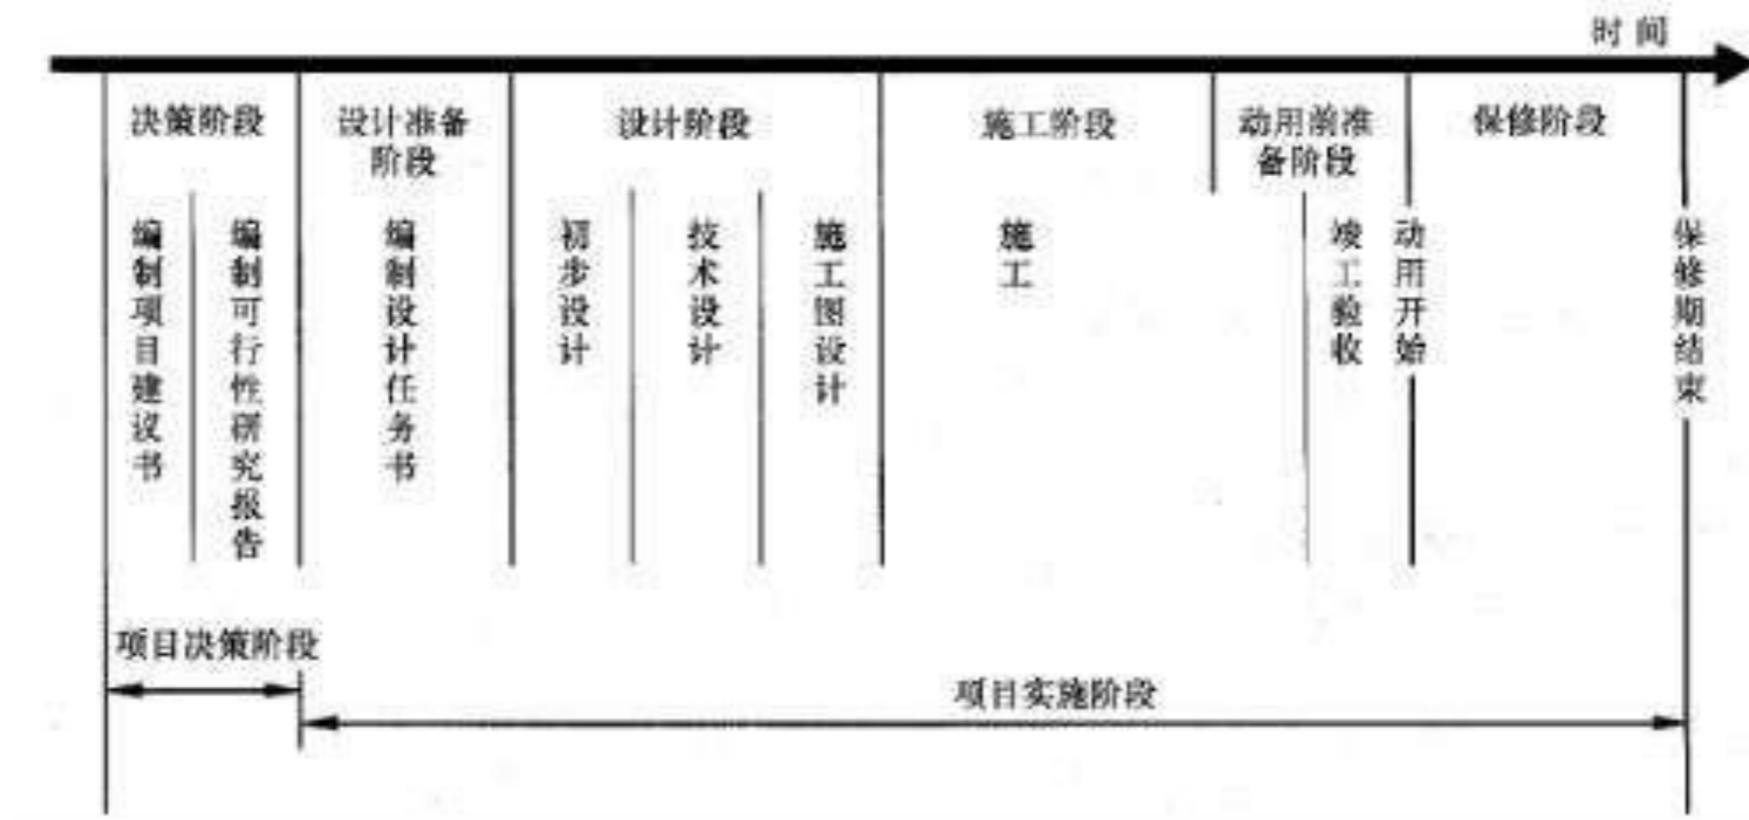 时间
决策阶段
设计准备
阶段
设计阶段
施工阶段
动用前准
备阶段
保修阶段
编制项目建议书
编制可行性研究报告
编制设计任务书
初步设计
技术设计
施工图设计
施工
竣工验收
动用开始
保修期结束
项目决策阶段
项目实施阶段